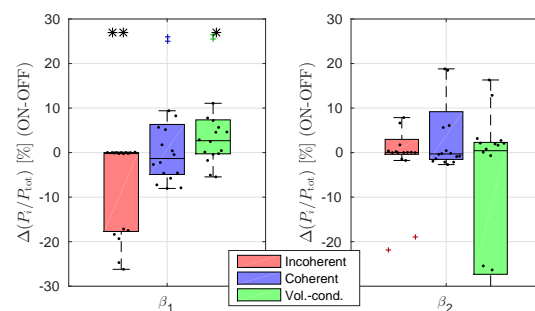 Δ(P_i/P_tot) [%] (ON-OFF)
30
20
10
0
-10
-20
-30
** *
β_1
Δ(P_i/P_tot) [%] (ON-OFF)
30
20
10
0
-10
-20
-30
β_2
Incoherent
Coherent
Vol.-cond.